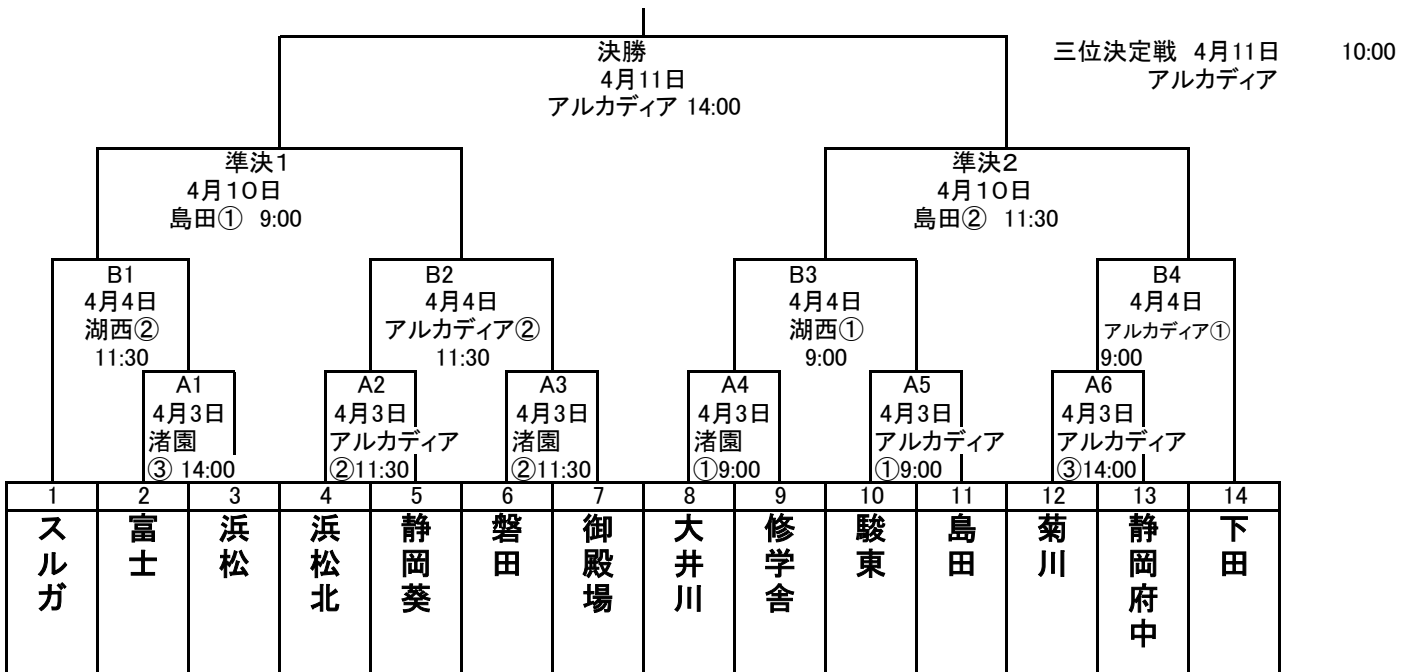 決勝
4月11日
アルカディア 14:00
三位決定戦 4月11日 10:00
アルカディア
準決1
4月10日
島田① 9:00
準決2
4月10日
島田② 11:30
B1
4月4日
湖西②
11:30
B2
4月4日
アルカディア②
11:30
B3
4月4日
湖西①
9:00
B4
4月4日
アルカディア①
9:00
A1
4月3日
渚園
③ 14:00
A2
4月3日
アルカディア
②11:30
A3
4月3日
渚園
②11:30
A4
4月3日
渚園
①9:00
A5
4月3日
アルカディア
①9:00
A6
4月3日
アルカディア
③14:00
1 2 3 4 5 6 7 8 9 10 11 12 13 14
スルガ
富士
浜松
浜松北
静岡葵
磐田
御殿場
大井川
修学舎
駿東
島田
菊川
静岡府中
下田